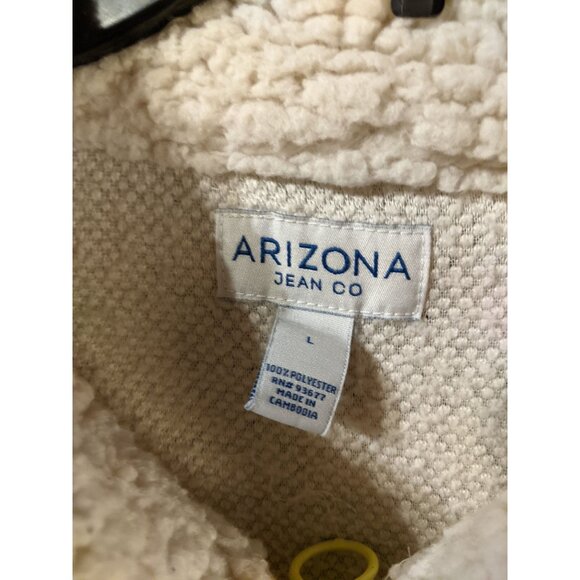 ARIZONA
JEAN CO
L
100% POLYESTER
RN# 93677
MADE IN
CAMBODIA